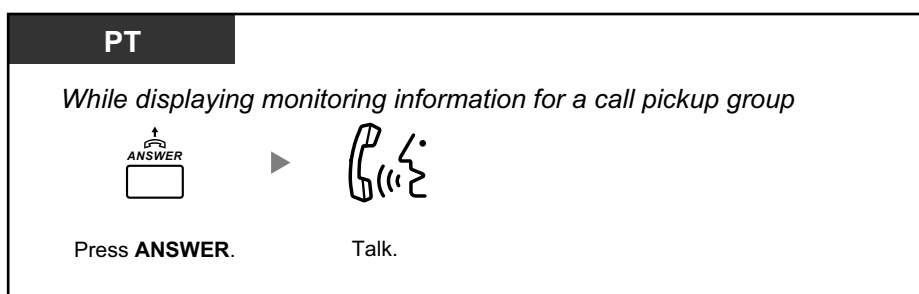 PT
While displaying monitoring information for a call pickup group
ANSWER
Press ANSWER.
Talk.